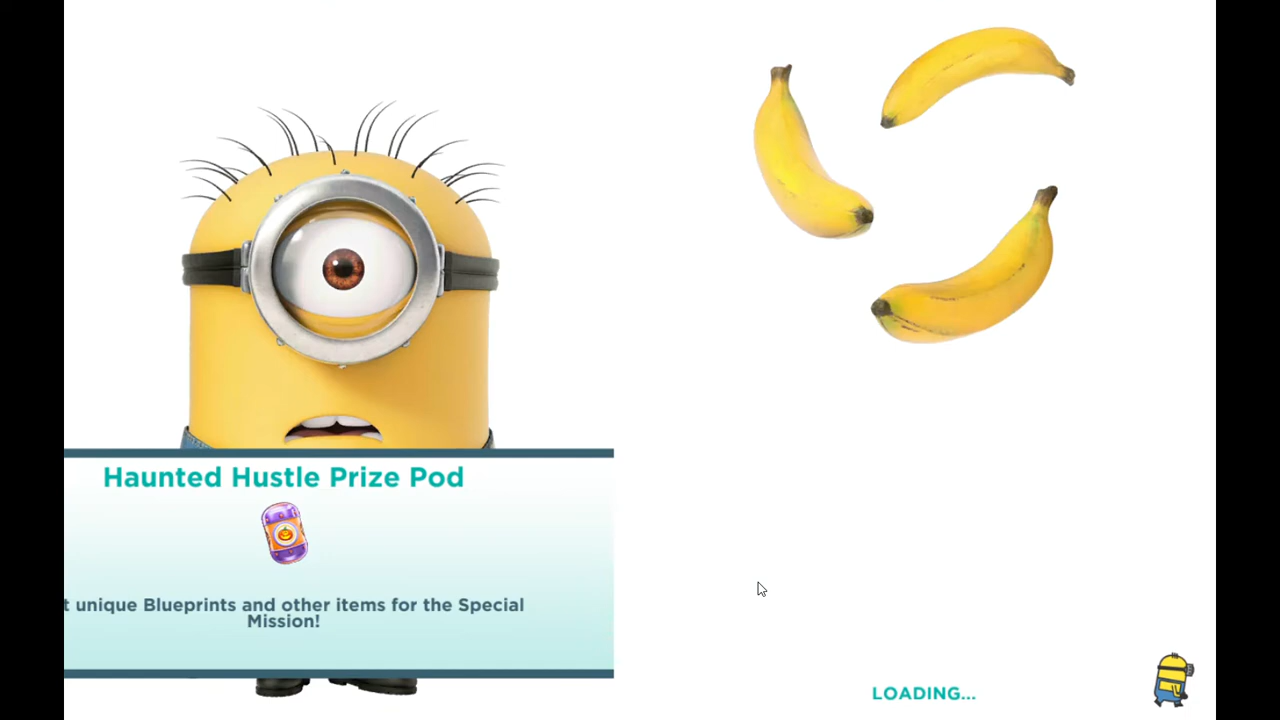 Haunted Hustle Prize Pod
t unique Blueprints and other items for the Special
Mission!
LOADING...